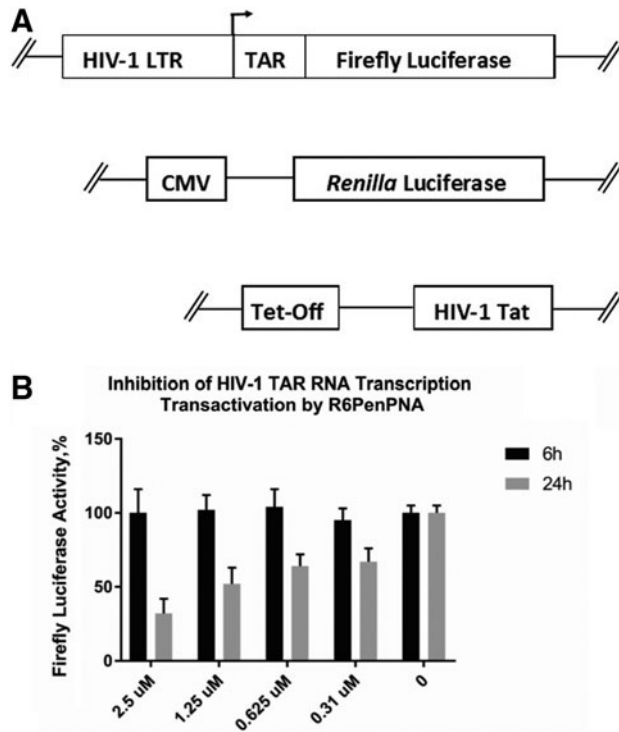 A
HIV-1 LTR TAR Firefly Luciferase
CMV Renilla Luciferase
Tet-Off HIV-1 Tat
B
Inhibition of HIV-1 TAR RNA Transcription
Transactivation by R6PenPNA
Firefly Luciferase Activity,%
150
100
50
0
6h
24h
2.5 uM
1.25 uM
0.625 uM
0.31 uM
0